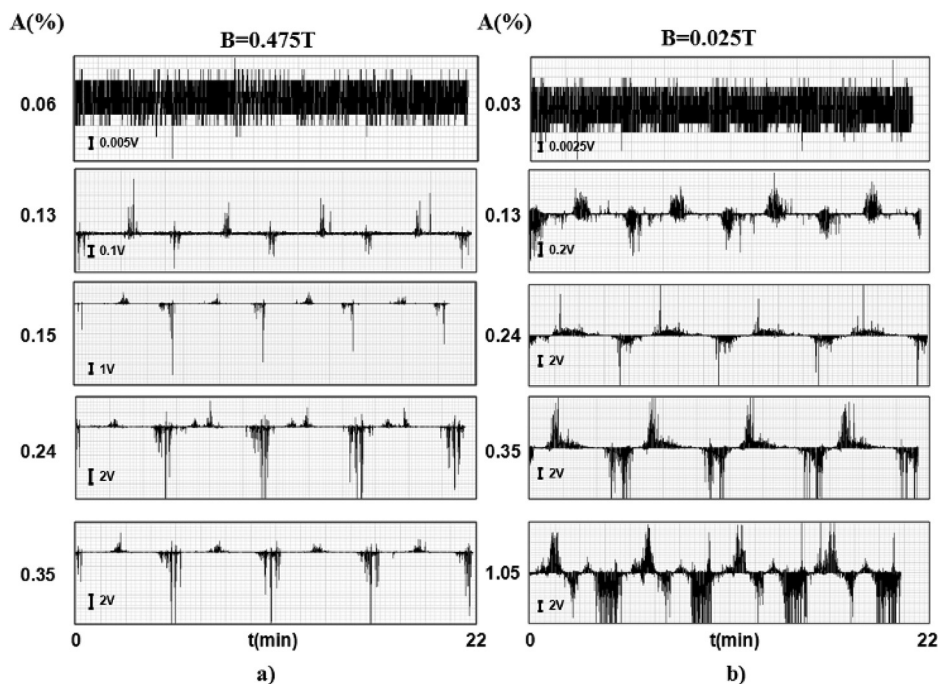 A(%)
B=0.475T
0.06
0.005V
0.13
0.1V
0.15
1V
0.24
2V
0.35
2V
0
t(min)
22
a)
A(%)
B=0.025T
0.03
0.0025V
0.13
0.2V
0.24
2V
0.35
2V
1.05
2V
0
t(min)
22
b)